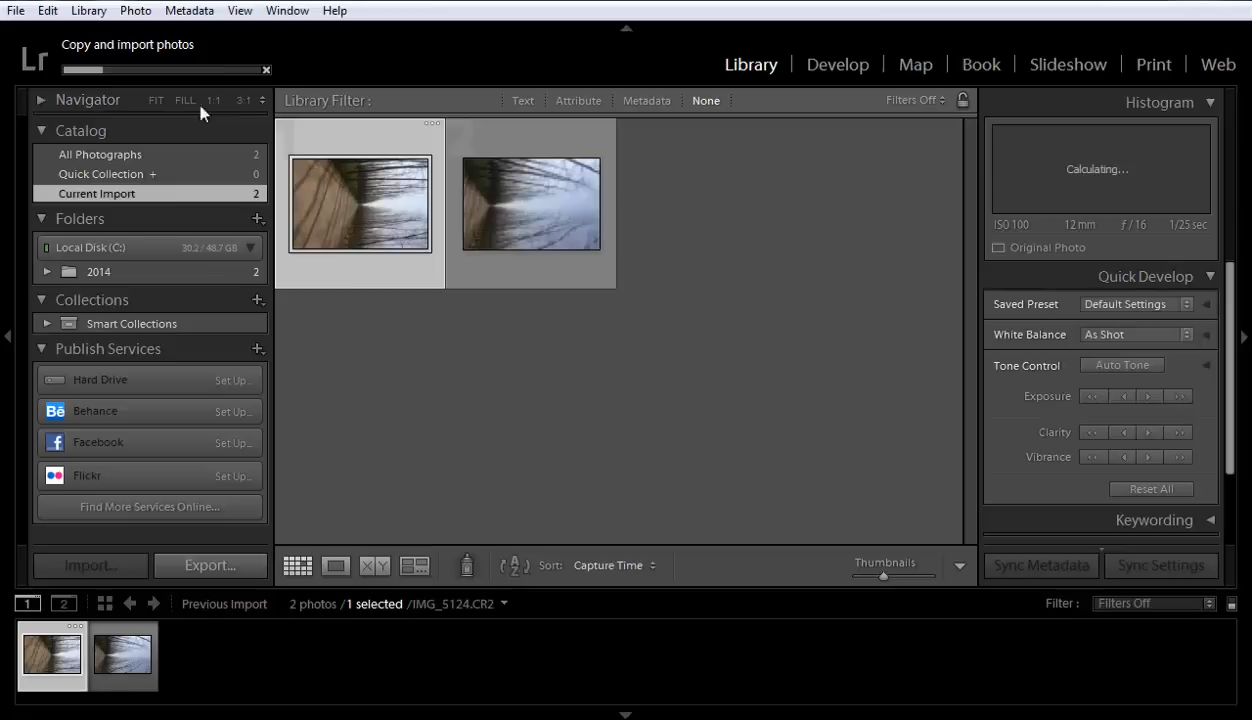 File Edit Library Photo Metadata View Window Help
Copy and import photos
Lr
Library Develop Map Book Slideshow Print Web
Navigator FIT FILL 1:1 3:1
Library Filter : Text Attribute Metadata None Filters Off
Histogram
Catalog
All Photographs 2
Quick Collection + 0
Current Import 2
Calculating...
ISO 100 12 mm f / 16 1/25 sec
Original Photo
Folders
Local Disk (C:) 30.2 / 48.7 GB
2014 2
Collections
Smart Collections
Publish Services
Hard Drive Set Up...
Bē Behance Set Up...
f Facebook Set Up...
Flickr Set Up...
Find More Services Online...
Quick Develop
Saved Preset Default Settings
White Balance As Shot
Tone Control Auto Tone
Exposure
Clarity
Vibrance
Reset All
Keywording
Import... Export...
XY Sort: Capture Time Thumbnails
Sync Metadata Sync Settings
1 2 Previous Import 2 photos / 1 selected / IMG_5124.CR2 Filter : Filters Off